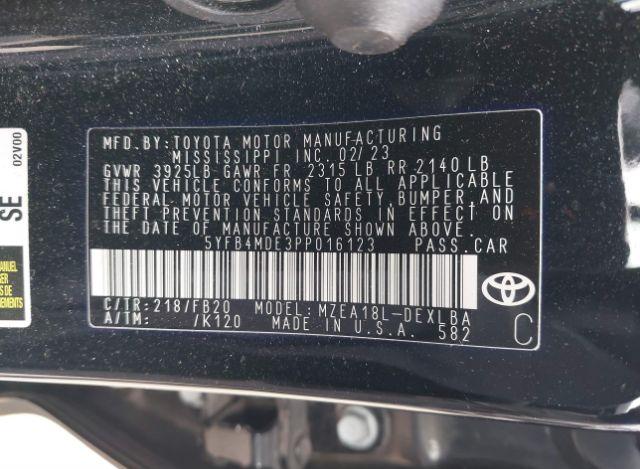 MFD.BY:TOYOTA MOTOR MANUFACTURING
MISSISSIPPI INC. 02/23
GVWR 3925LB GAWR FR 2315 LB RR 2140 LB
THIS VEHICLE CONFORMS TO ALL APPLICABLE
FEDERAL MOTOR VEHICLE SAFETY, BUMPER, AND
THEFT PREVENTION STANDARDS IN EFFECT ON
THE DATE OF MANUFACTURE SHOWN ABOVE.
5YFB4MDE3PP016123 PASS.CAR
C/TR:218/FB20 MODEL:MZEA18L-DEXLBA
A/TM: /K120 MADE IN U.S.A. 582
C
02V00
SE
MANUEL